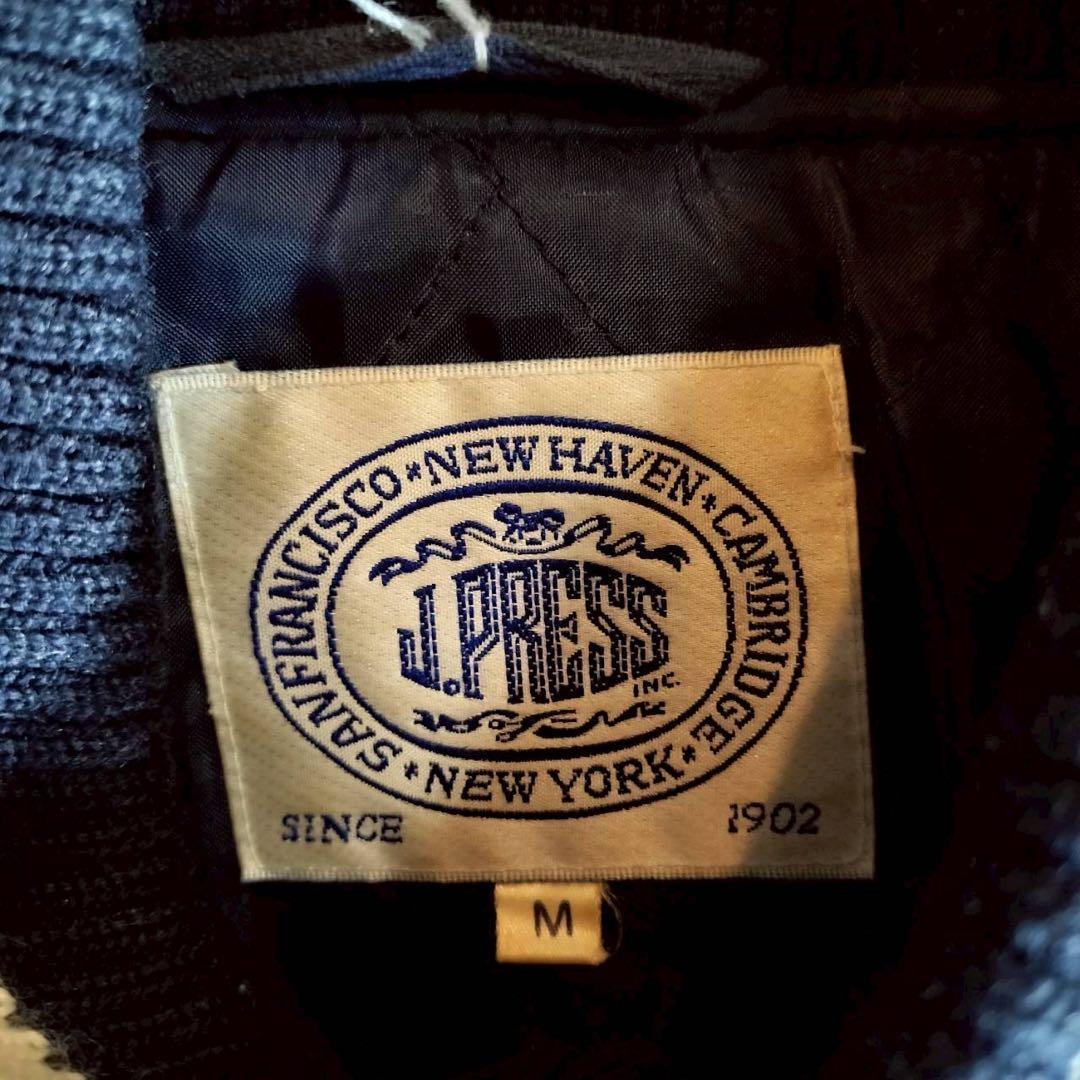 SAN FRANCISCO * NEW HAVEN * CAMBRIDGE * NEW YORK *
J.PRESS
INC.
SINCE 1902
M